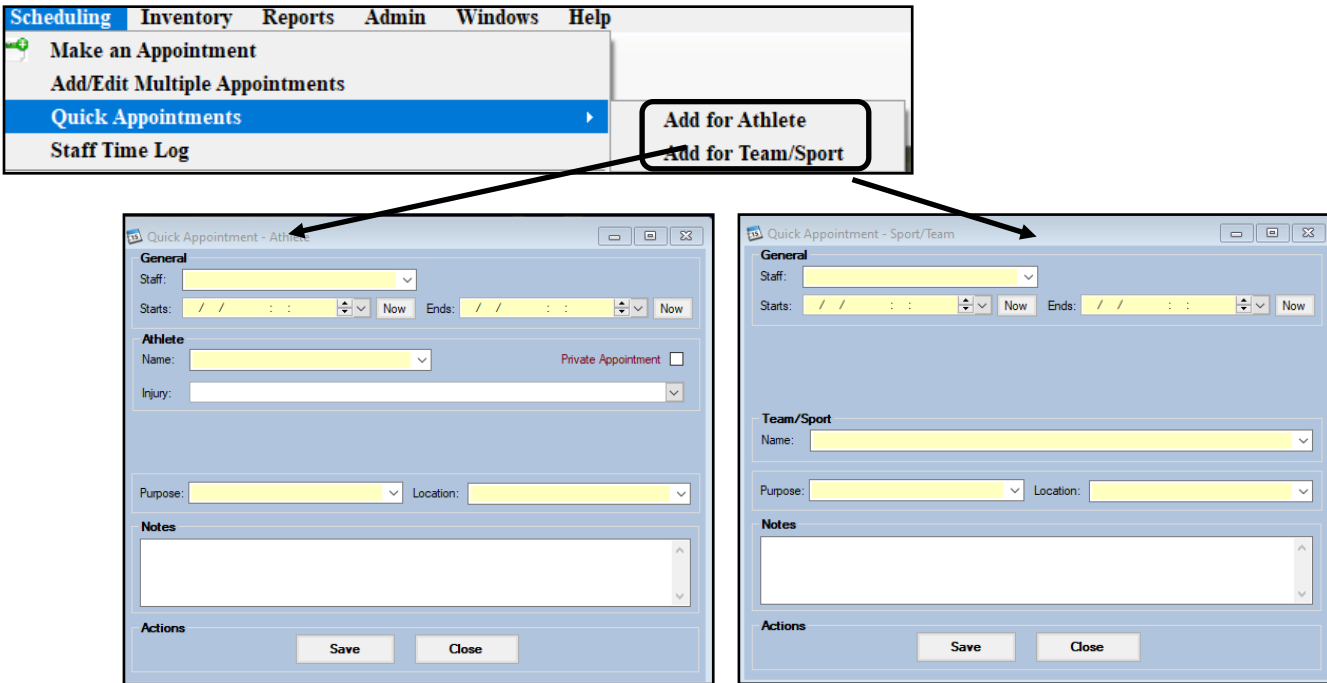 Scheduling Inventory Reports Admin Windows Help
Make an Appointment
Add/Edit Multiple Appointments
Quick Appointments
Staff Time Log
Add for Athlete
Add for Team/Sport
Quick Appointment - Athlete
General
Staff:
Starts: / / : : Now Ends: / / : : Now
Athlete
Name: Private Appointment
Injury:
Purpose: Location:
Notes
Actions
Save Close
Quick Appointment - Sport/Team
General
Staff:
Starts: / / : : Now Ends: / / : : Now
Team/Sport
Name:
Purpose: Location:
Notes
Actions
Save Close